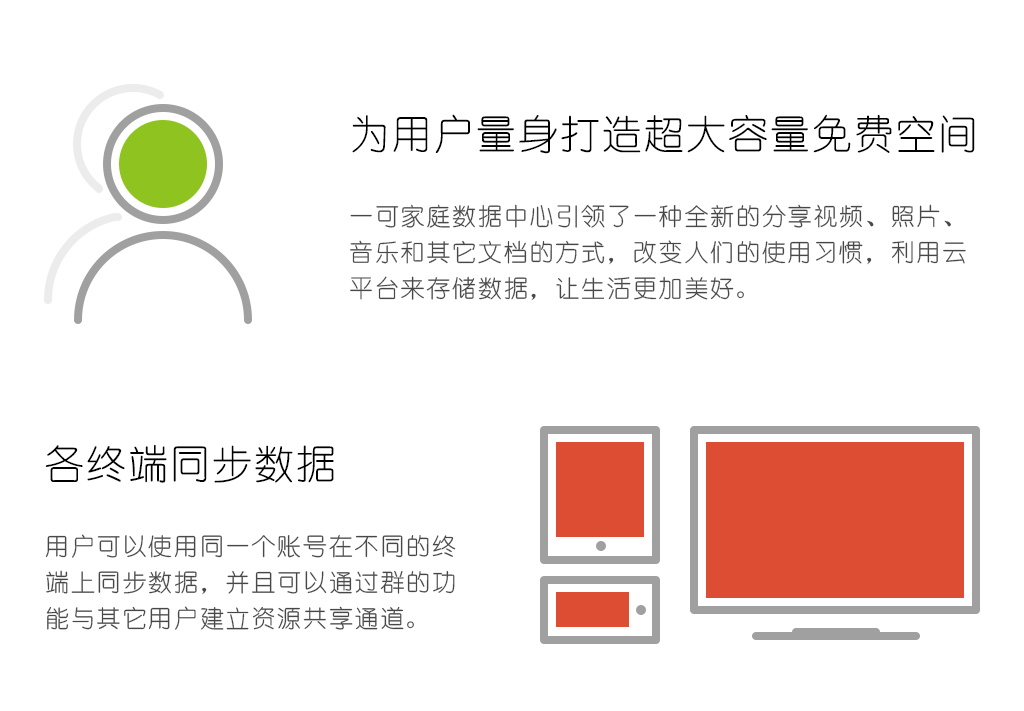 为用户量身打造超大容量免费空间
一可家庭数据中心引领了一种全新的分享视频、照片、
音乐和其它文档的方式，改变人们的使用习惯，利用云
平台来存储数据，让生活更加美好。
各终端同步数据
用户可以使用同一个账号在不同的终
端上同步数据，并且可以通过群的功
能与其它用户建立资源共享通道。